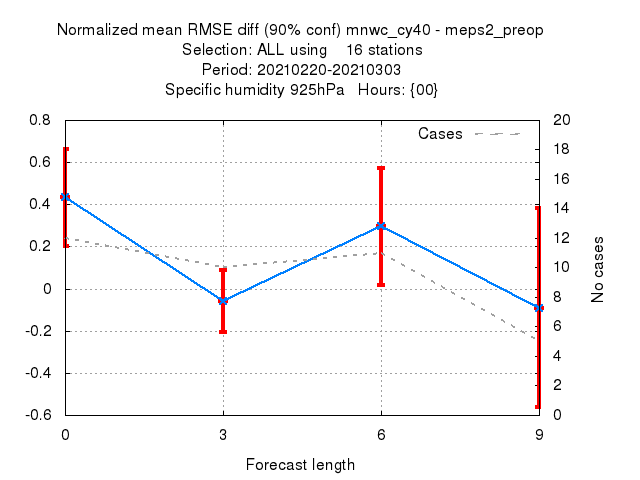 Normalized mean RMSE diff (90% conf) mnwc_cy40 - meps2_preop
Selection: ALL using 16 stations
Period: 20210220-20210303
Specific humidity 925hPa Hours: {00}
Cases
0.8
0.6
0.4
0.2
0
-0.2
-0.4
-0.6
20
18
16
14
12
10
8
6
4
2
0
No cases
0 3 6 9
Forecast length